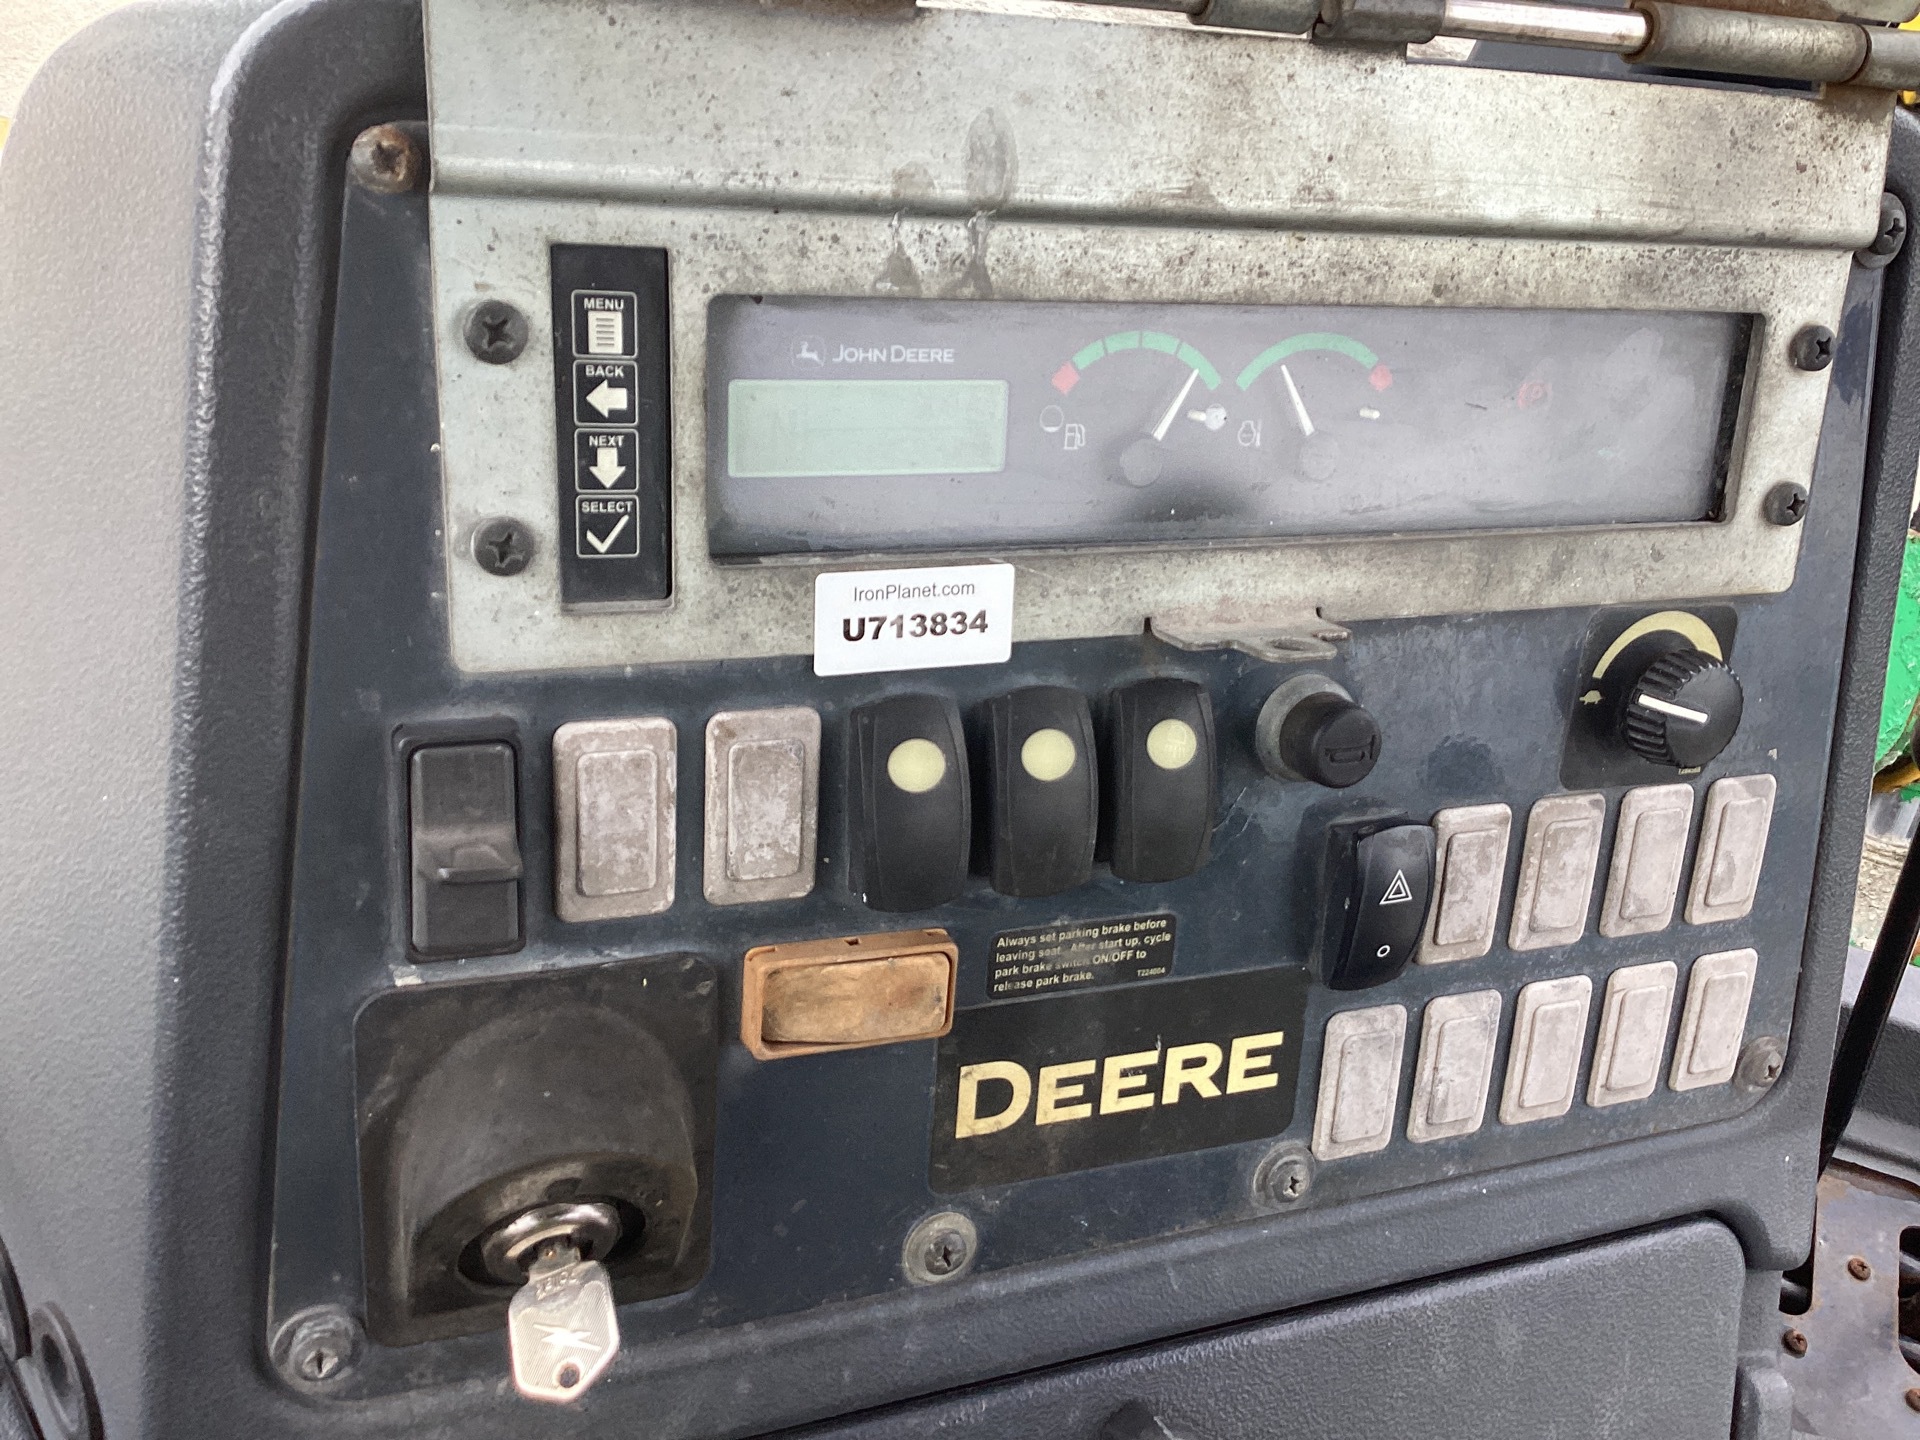 MENU
BACK
NEXT
SELECT
JOHN DEERE
IronPlanet.com
U713834
Always set parking brake before
leaving seat. After start up, cycle
park brake switch ON/OFF to
release park brake.
T224004
DEERE